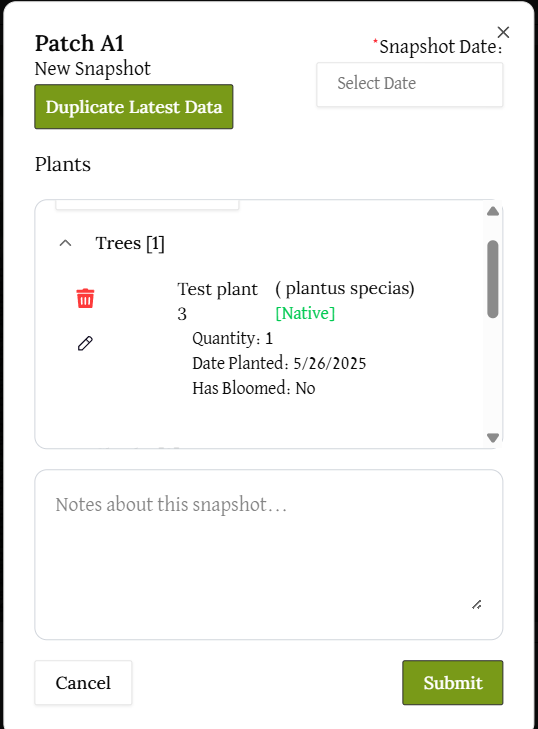 Patch A1
*Snapshot Date:
New Snapshot
Select Date
Duplicate Latest Data
Plants
Trees [1]
Test plant 3
( plantus specias)
[Native]
Quantity: 1
Date Planted: 5/26/2025
Has Bloomed: No
Notes about this snapshot...
Cancel
Submit